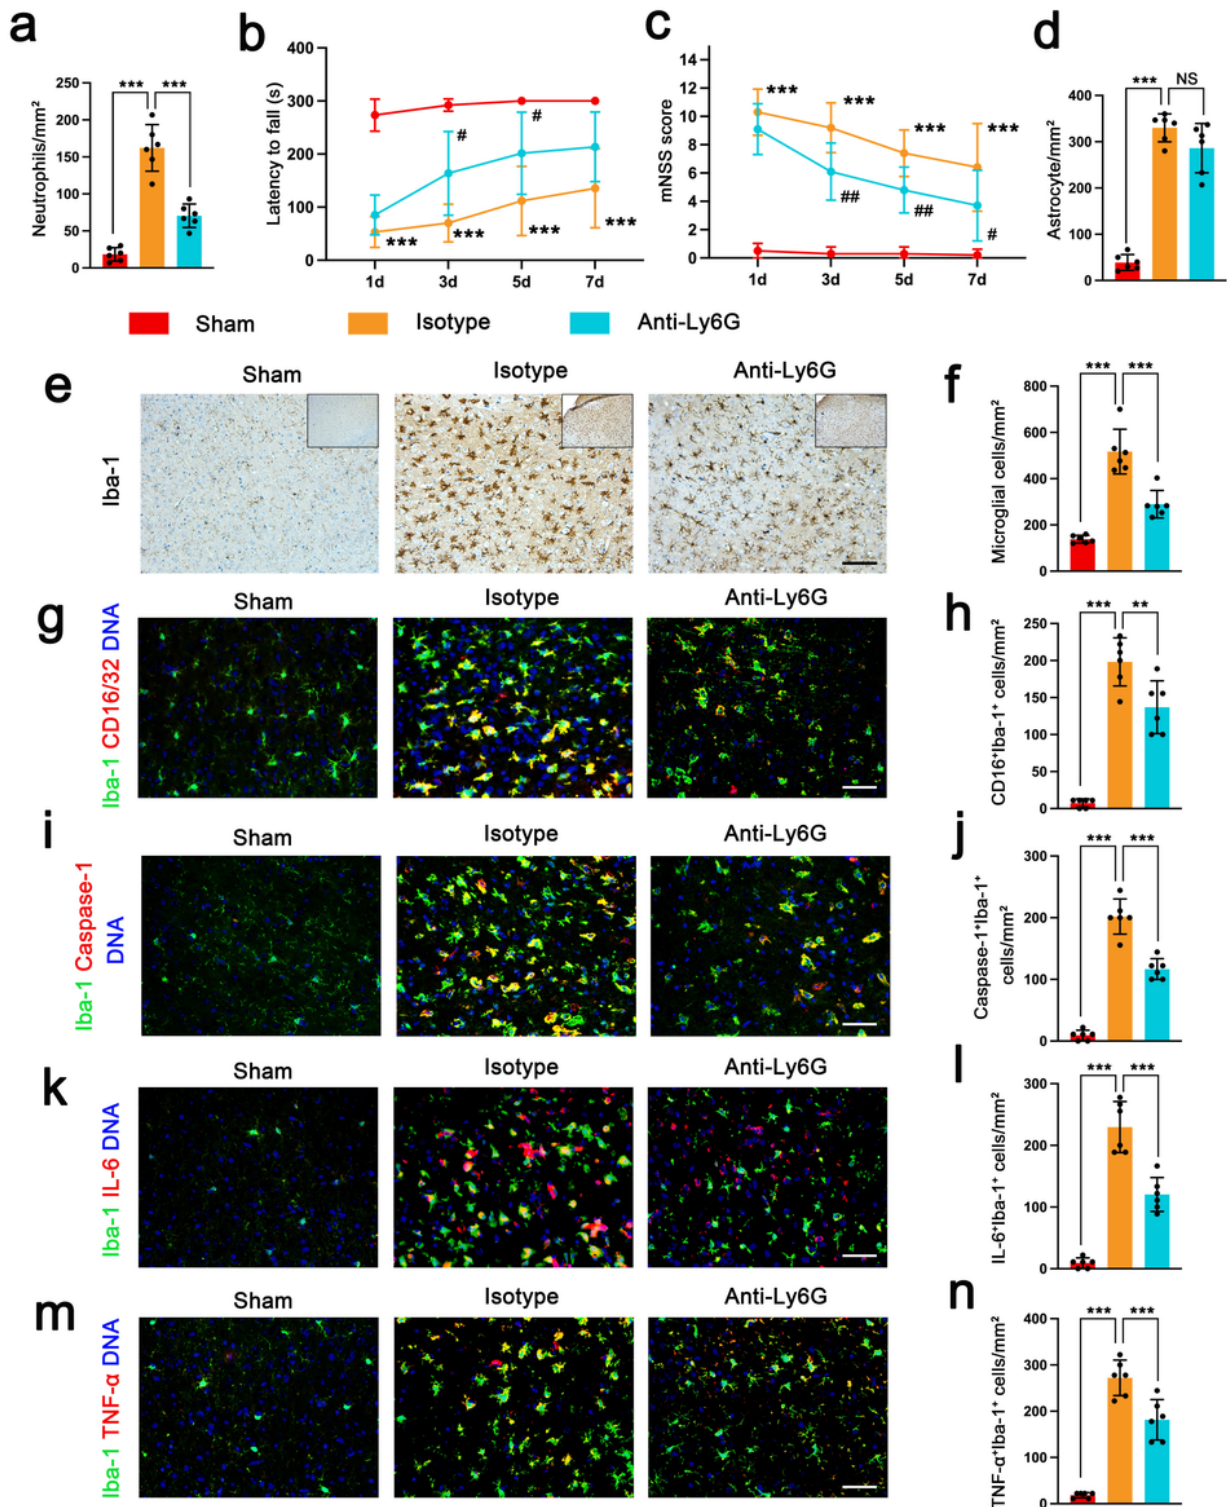 a
b
c
d
Neutrophils/mm²
250
200
150
100
50
0
*** ***
Latency to fall (s)
400
300
200
100
0
# #
*** *** *** ***
1d 3d 5d 7d
mNSS score
14
12
10
8
6
4
2
0
*** *** *** ***
## ## #
1d 3d 5d 7d
Astrocyte/mm²
400
300
200
100
0
*** NS
Sham Isotype Anti-Ly6G
e
Sham Isotype Anti-Ly6G
Iba-1
f
Microglial cells/mm²
800
600
400
200
0
*** ***
g
Sham Isotype Anti-Ly6G
Iba-1 CD16/32 DNA
h
CD16⁺Iba-1⁺ cells/mm²
250
200
150
100
50
0
*** **
i
Sham Isotype Anti-Ly6G
Iba-1 Caspase-1
DNA
j
Caspase-1⁺Iba-1⁺
cells/mm²
300
200
100
0
*** ***
k
Sham Isotype Anti-Ly6G
Iba-1 IL-6 DNA
l
IL-6⁺Iba-1⁺ cells/mm²
300
200
100
0
*** ***
m
Sham Isotype Anti-Ly6G
Iba-1 TNF-α DNA
n
TNF-α⁺Iba-1⁺ cells/mm²
400
300
200
100
0
*** ***